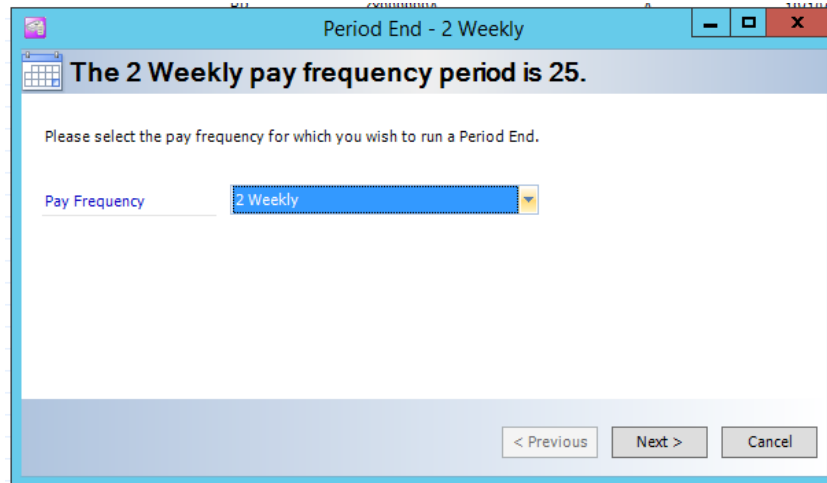 Period End - 2 Weekly
The 2 Weekly pay frequency period is 25.
Please select the pay frequency for which you wish to run a Period End.
Pay Frequency
2 Weekly
< Previous
Next >
Cancel